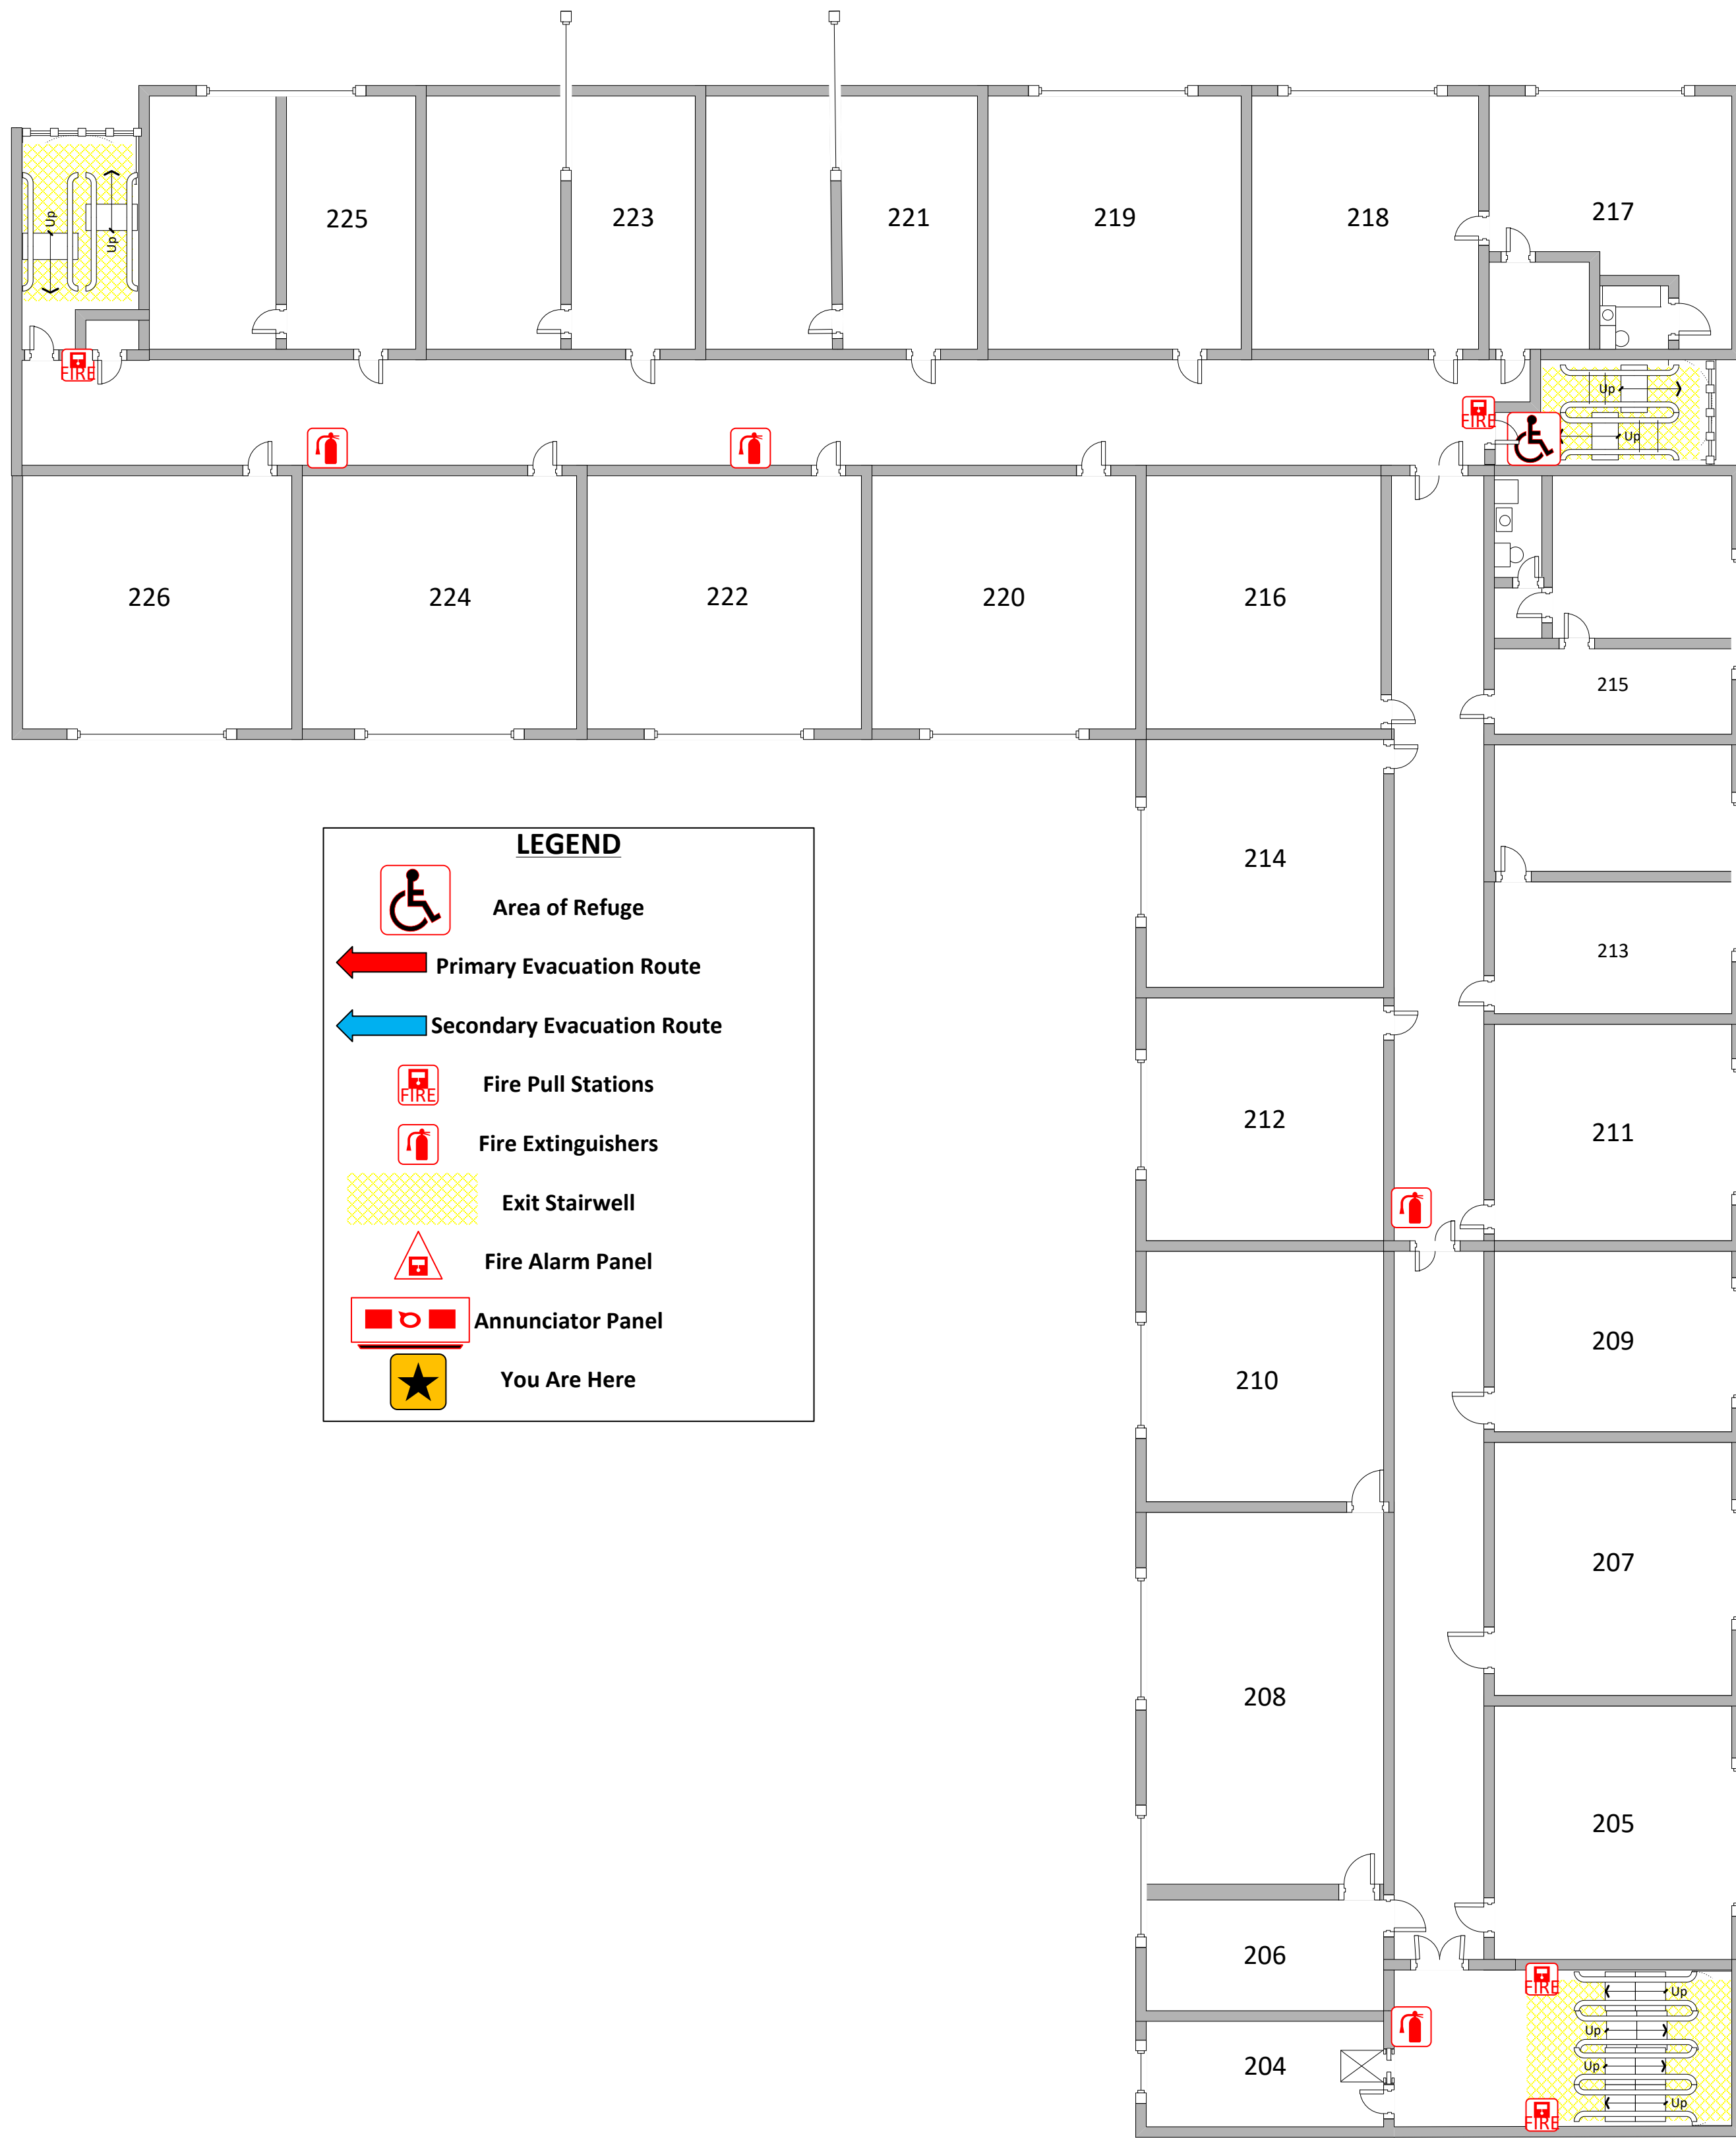 225
223
221
219
218
217
Up
Up
Up
Up
FIRE
FIRE
226
224
222
220
216
215
214
213
212
211
210
209
208
207
206
205
204
LEGEND
Area of Refuge
Primary Evacuation Route
Secondary Evacuation Route
FIRE Fire Pull Stations
Fire Extinguishers
Exit Stairwell
Fire Alarm Panel
Annunciator Panel
You Are Here
FIRE
Up
Up
Up
Up
FIRE